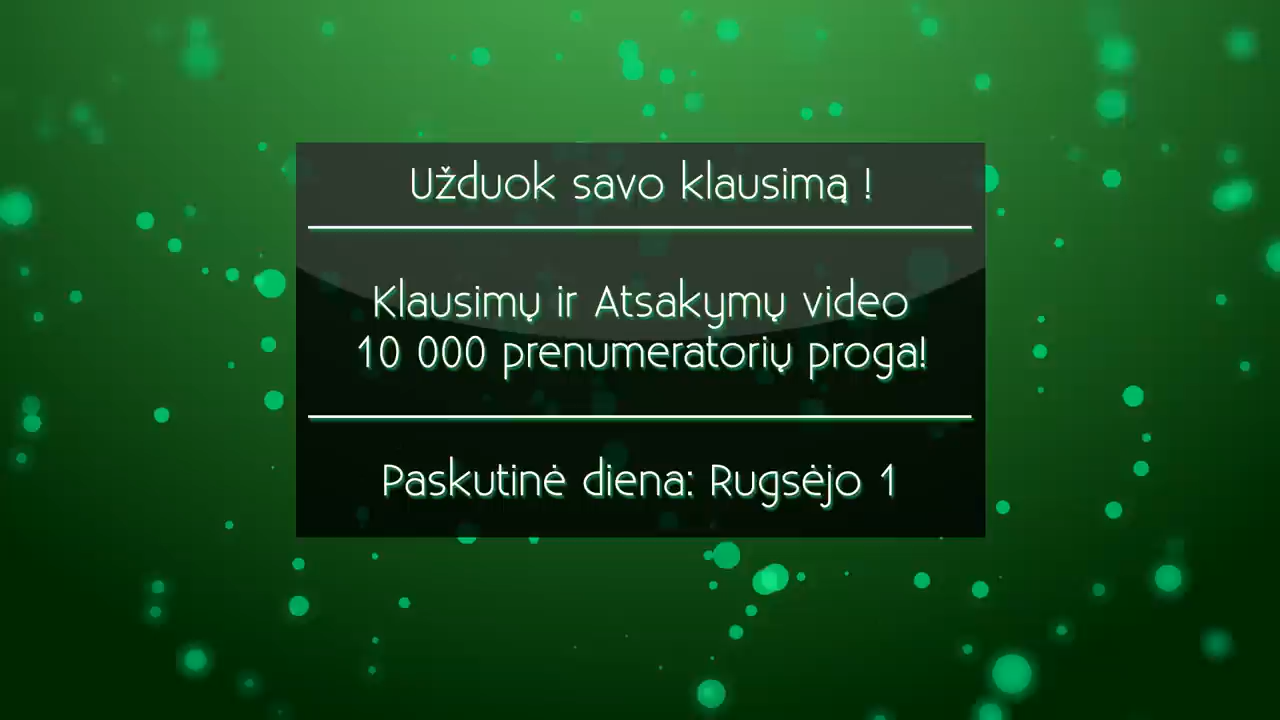 Užduok savo klausimą !
Klausimų ir Atsakymų video
10 000 prenumeratorių proga!
Paskutinė diena: Rugsėjo 1